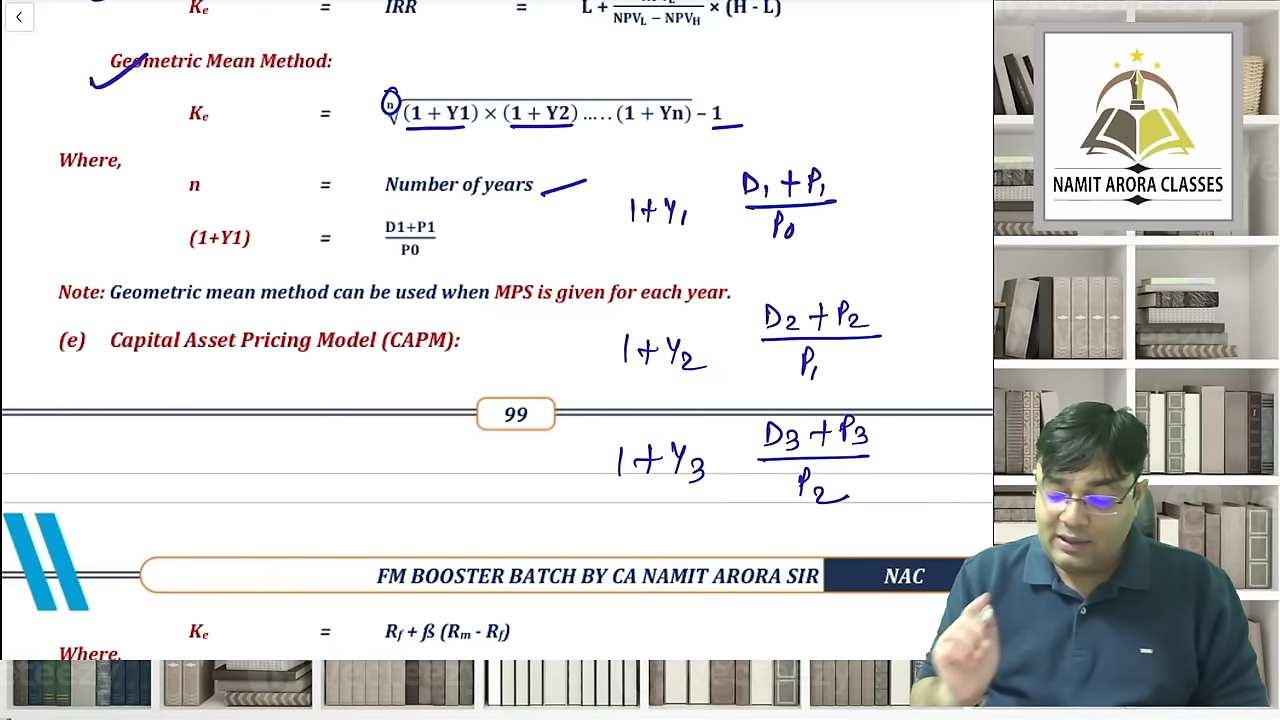 Ke = IRR = L + NPVL − NPVH × (H - L)
Geometric Mean Method:
Ke = n√(1 + Y1) × (1 + Y2) ..... (1 + Yn) – 1
Where,
n = Number of years
1+Y1 D1+P1 / P0
(1+Y1) = D1+P1 / P0
Note: Geometric mean method can be used when MPS is given for each year.
1+Y2 D2+P2 / P1
(e) Capital Asset Pricing Model (CAPM):
99
1+Y3 D3+P3 / P2
FM BOOSTER BATCH BY CA NAMIT ARORA SIR NAC
Ke = Rf + ß (Rm - Rf)
Where,
NAMIT ARORA CLASSES